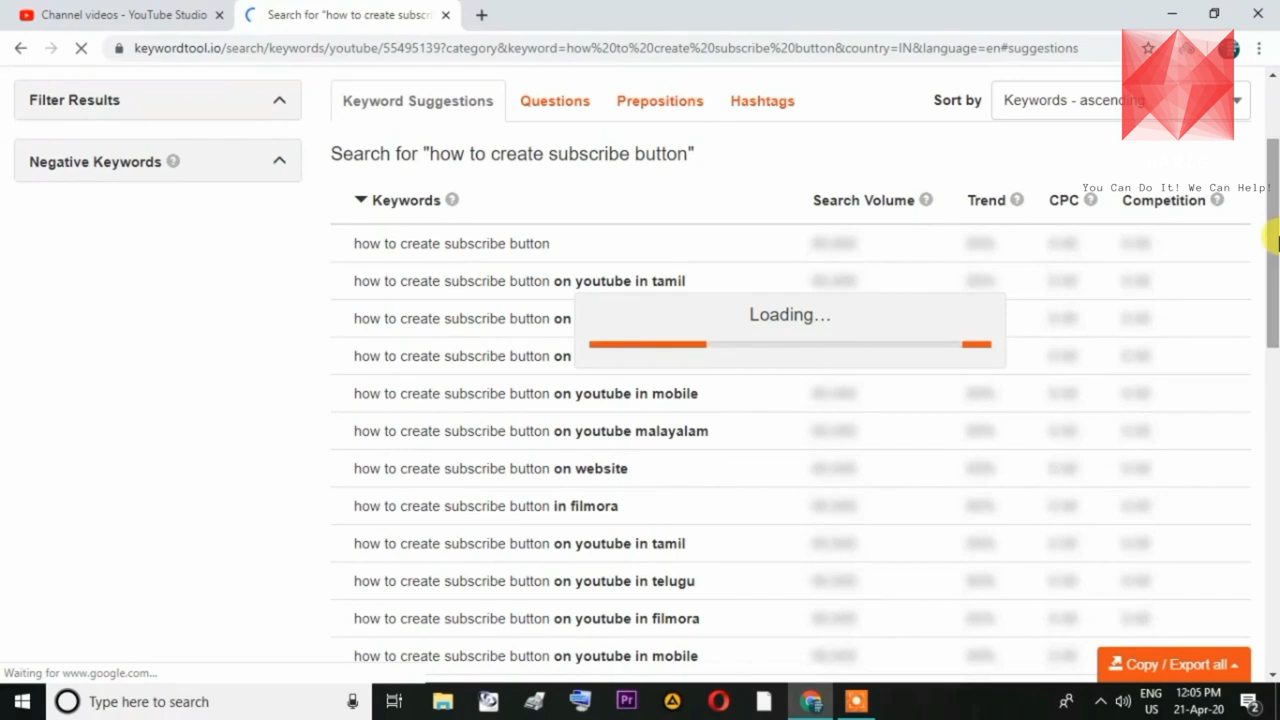 Channel videos - YouTube Studio
Search for "how to create subscri
keywordtool.io/search/keywords/youtube/55495139?category&keyword=how%20to%20create%20subscribe%20button&country=IN&language=en#suggestions
Filter Results
Keyword Suggestions Questions Prepositions Hashtags Sort by Keywords - ascending
Negative Keywords
Search for "how to create subscribe button"
You Can Do It! We Can Help!
Keywords Search Volume Trend CPC Competition
how to create subscribe button
how to create subscribe button on youtube in tamil
how to create subscribe button on
Loading...
how to create subscribe button on
how to create subscribe button on youtube in mobile
how to create subscribe button on youtube malayalam
how to create subscribe button on website
how to create subscribe button in filmora
how to create subscribe button on youtube in tamil
how to create subscribe button on youtube in telugu
how to create subscribe button on youtube in filmora
how to create subscribe button on youtube in mobile
Copy / Export all
Waiting for www.google.com...
Type here to search
Pr
ENG
US
12:05 PM
21-Apr-20
2